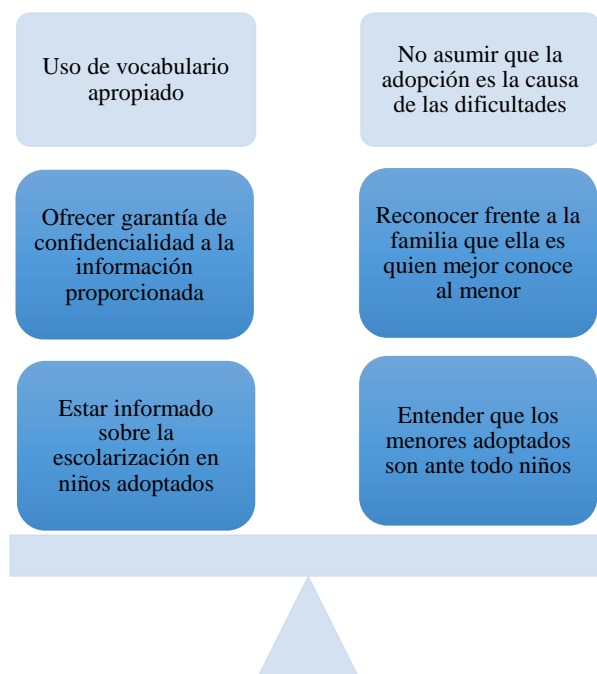 Uso de vocabulario
apropiado
No asumir que la
adopción es la causa
de las dificultades
Ofrecer garantía de
confidencialidad a la
información
proporcionada
Reconocer frente a la
familia que ella es
quien mejor conoce
al menor
Estar informado
sobre la
escolarización en
niños adoptados
Entender que los
menores adoptados
son ante todo niños